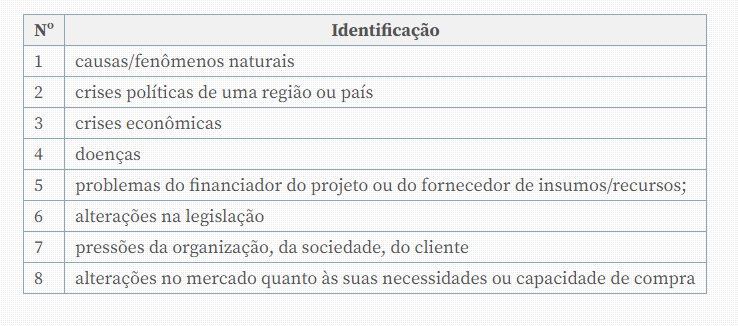 Nº Identificação
1 causas/fenômenos naturais
2 crises políticas de uma região ou país
3 crises econômicas
4 doenças
5 problemas do financiador do projeto ou do fornecedor de insumos/recursos;
6 alterações na legislação
7 pressões da organização, da sociedade, do cliente
8 alterações no mercado quanto às suas necessidades ou capacidade de compra